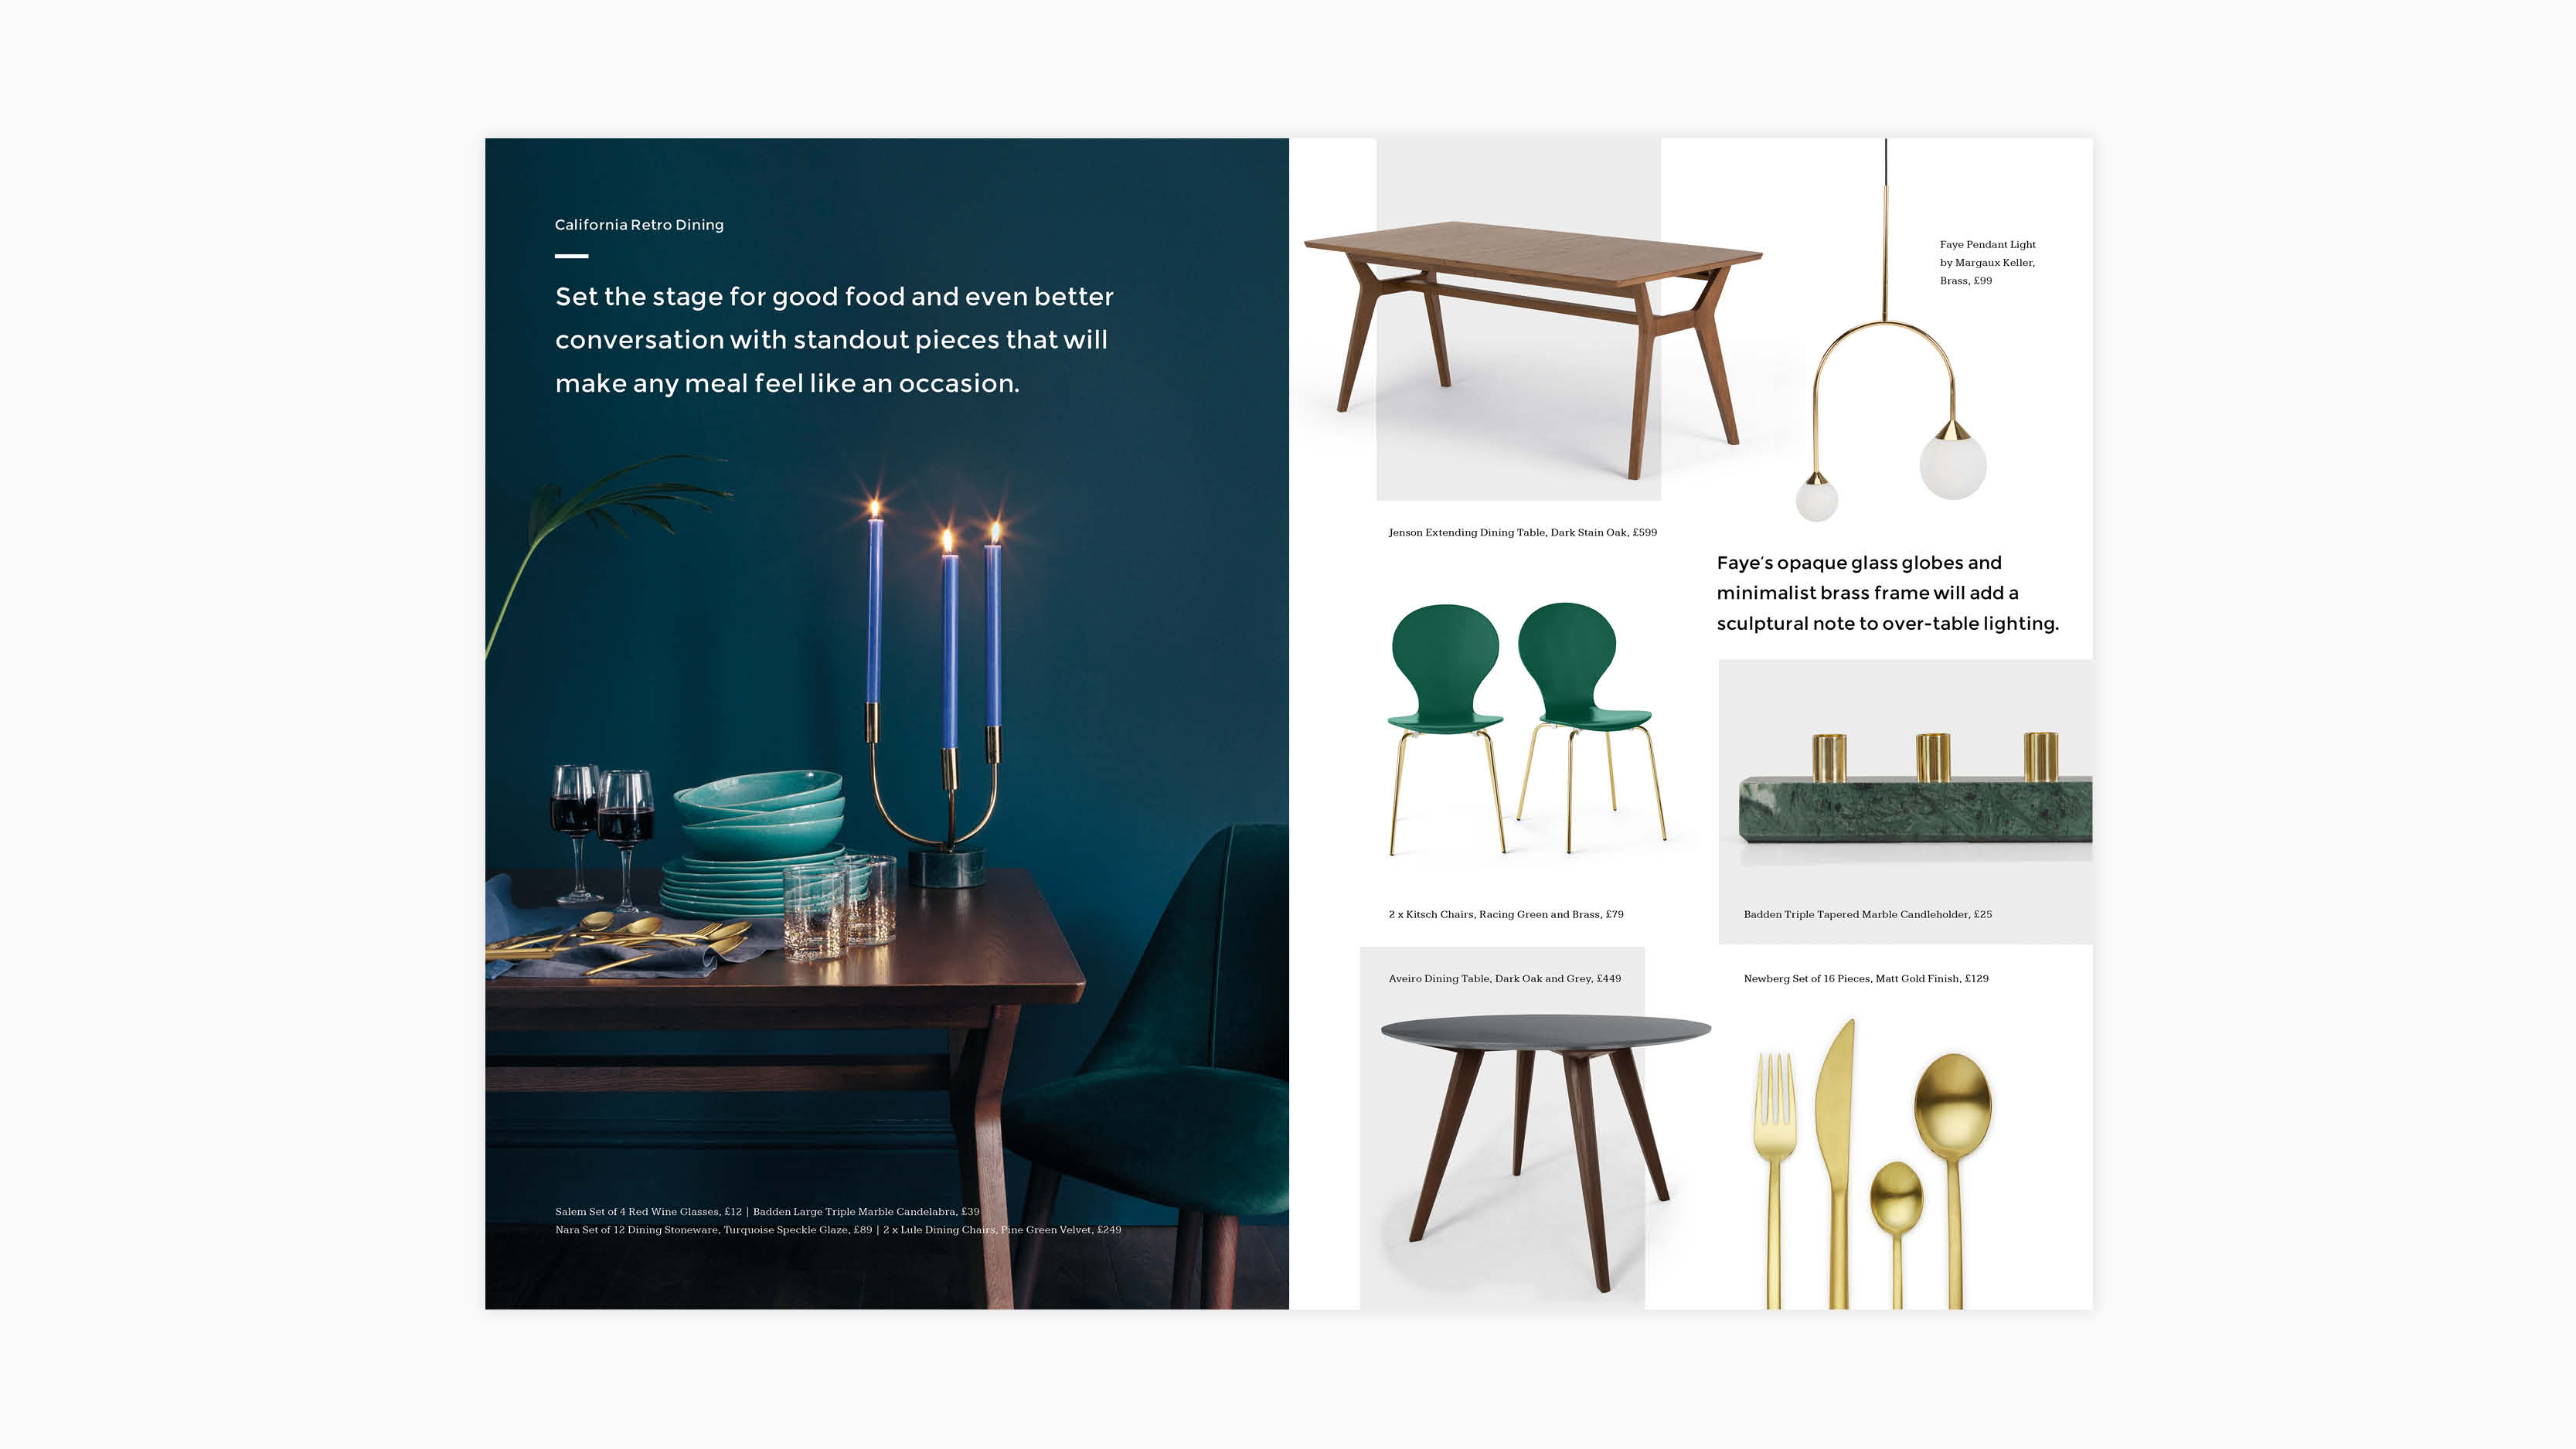 California Retro Dining
Set the stage for good food and even better
conversation with standout pieces that will
make any meal feel like an occasion.
Salem Set of 4 Red Wine Glasses, £12 | Badden Large Triple Marble Candelabra, £39
Nara Set of 12 Dining Stoneware, Turquoise Speckle Glaze, £89 | 2 x Lule Dining Chairs, Pine Green Velvet, £249
Jenson Extending Dining Table, Dark Stain Oak, £599
Faye Pendant Light
by Margaux Keller,
Brass, £99
Faye's opaque glass globes and
minimalist brass frame will add a
sculptural note to over-table lighting.
2 x Kitsch Chairs, Racing Green and Brass, £79
Badden Triple Tapered Marble Candleholder, £25
Aveiro Dining Table, Dark Oak and Grey, £449
Newberg Set of 16 Pieces, Matt Gold Finish, £129